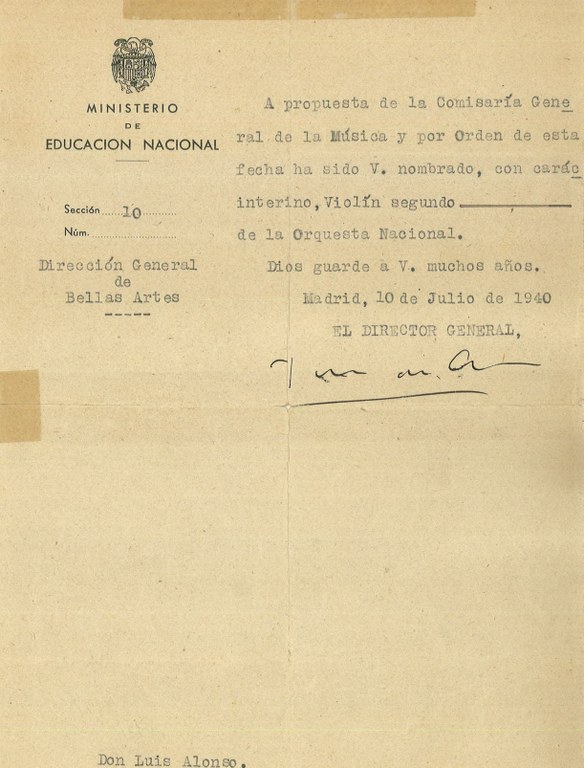 MINISTERIO
DE
EDUCACION NACIONAL
Sección 10
Núm.
Dirección General
de
Bellas Artes
-----
A propuesta de la Comisaría Gene
ral de la Música y por Orden de esta
fecha ha sido V. nombrado, con carác
interino, Violín segundo
de la Orquesta Nacional.
Dios guarde a V. muchos años.
Madrid, 10 de Julio de 1940
EL DIRECTOR GENERAL,
Don Luis Alonso.